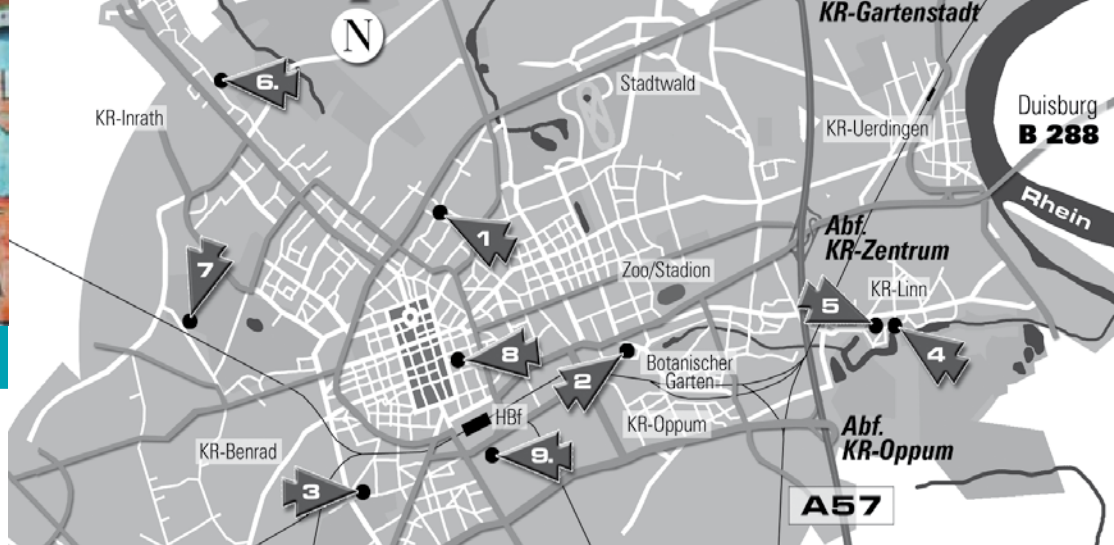 KR-Gartenstadt
N
6.
Stadtwald
KR-Inrath
Duisburg
B 288
KR-Uerdingen
Rhein
1
Abf.
KR-Zentrum
7
Zoo/Stadion
KR-Linn
5
8
4
2
Botanischer
Garten
HBf
KR-Oppum
Abf.
KR-Oppum
KR-Benrad
9.
3
A57